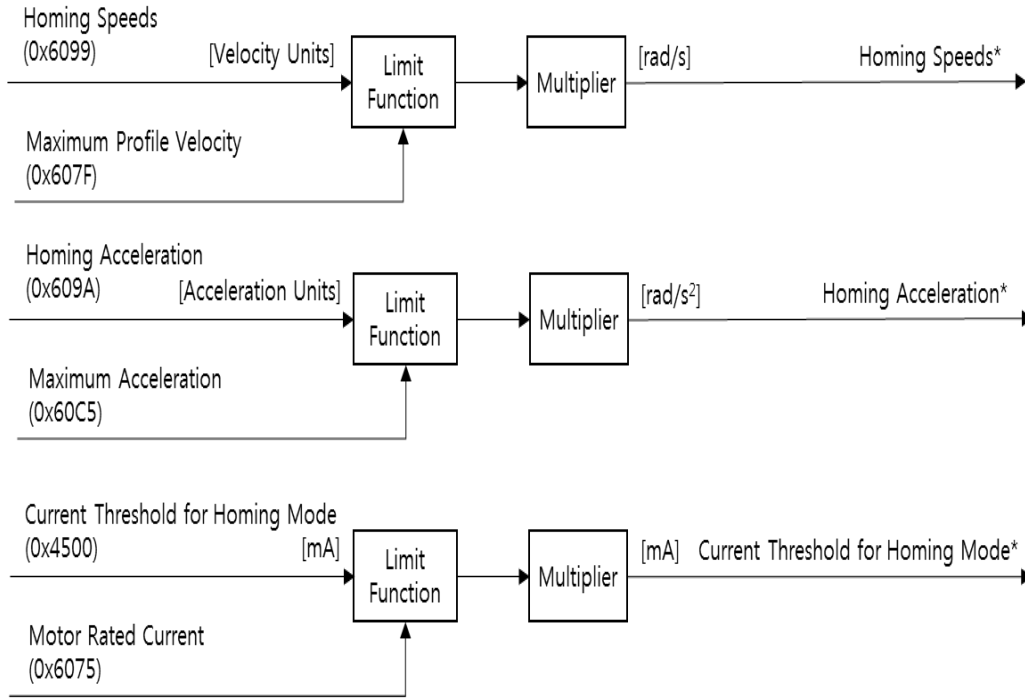 Homing Speeds
(0x6099)
[Velocity Units]
Limit
Function
Multiplier
[rad/s]
Homing Speeds*
Maximum Profile Velocity
(0x607F)
Homing Acceleration
(0x609A)
[Acceleration Units]
Limit
Function
Multiplier
[rad/s²]
Homing Acceleration*
Maximum Acceleration
(0x60C5)
Current Threshold for Homing Mode
(0x4500)
[mA]
Limit
Function
Multiplier
[mA] Current Threshold for Homing Mode*
Motor Rated Current
(0x6075)